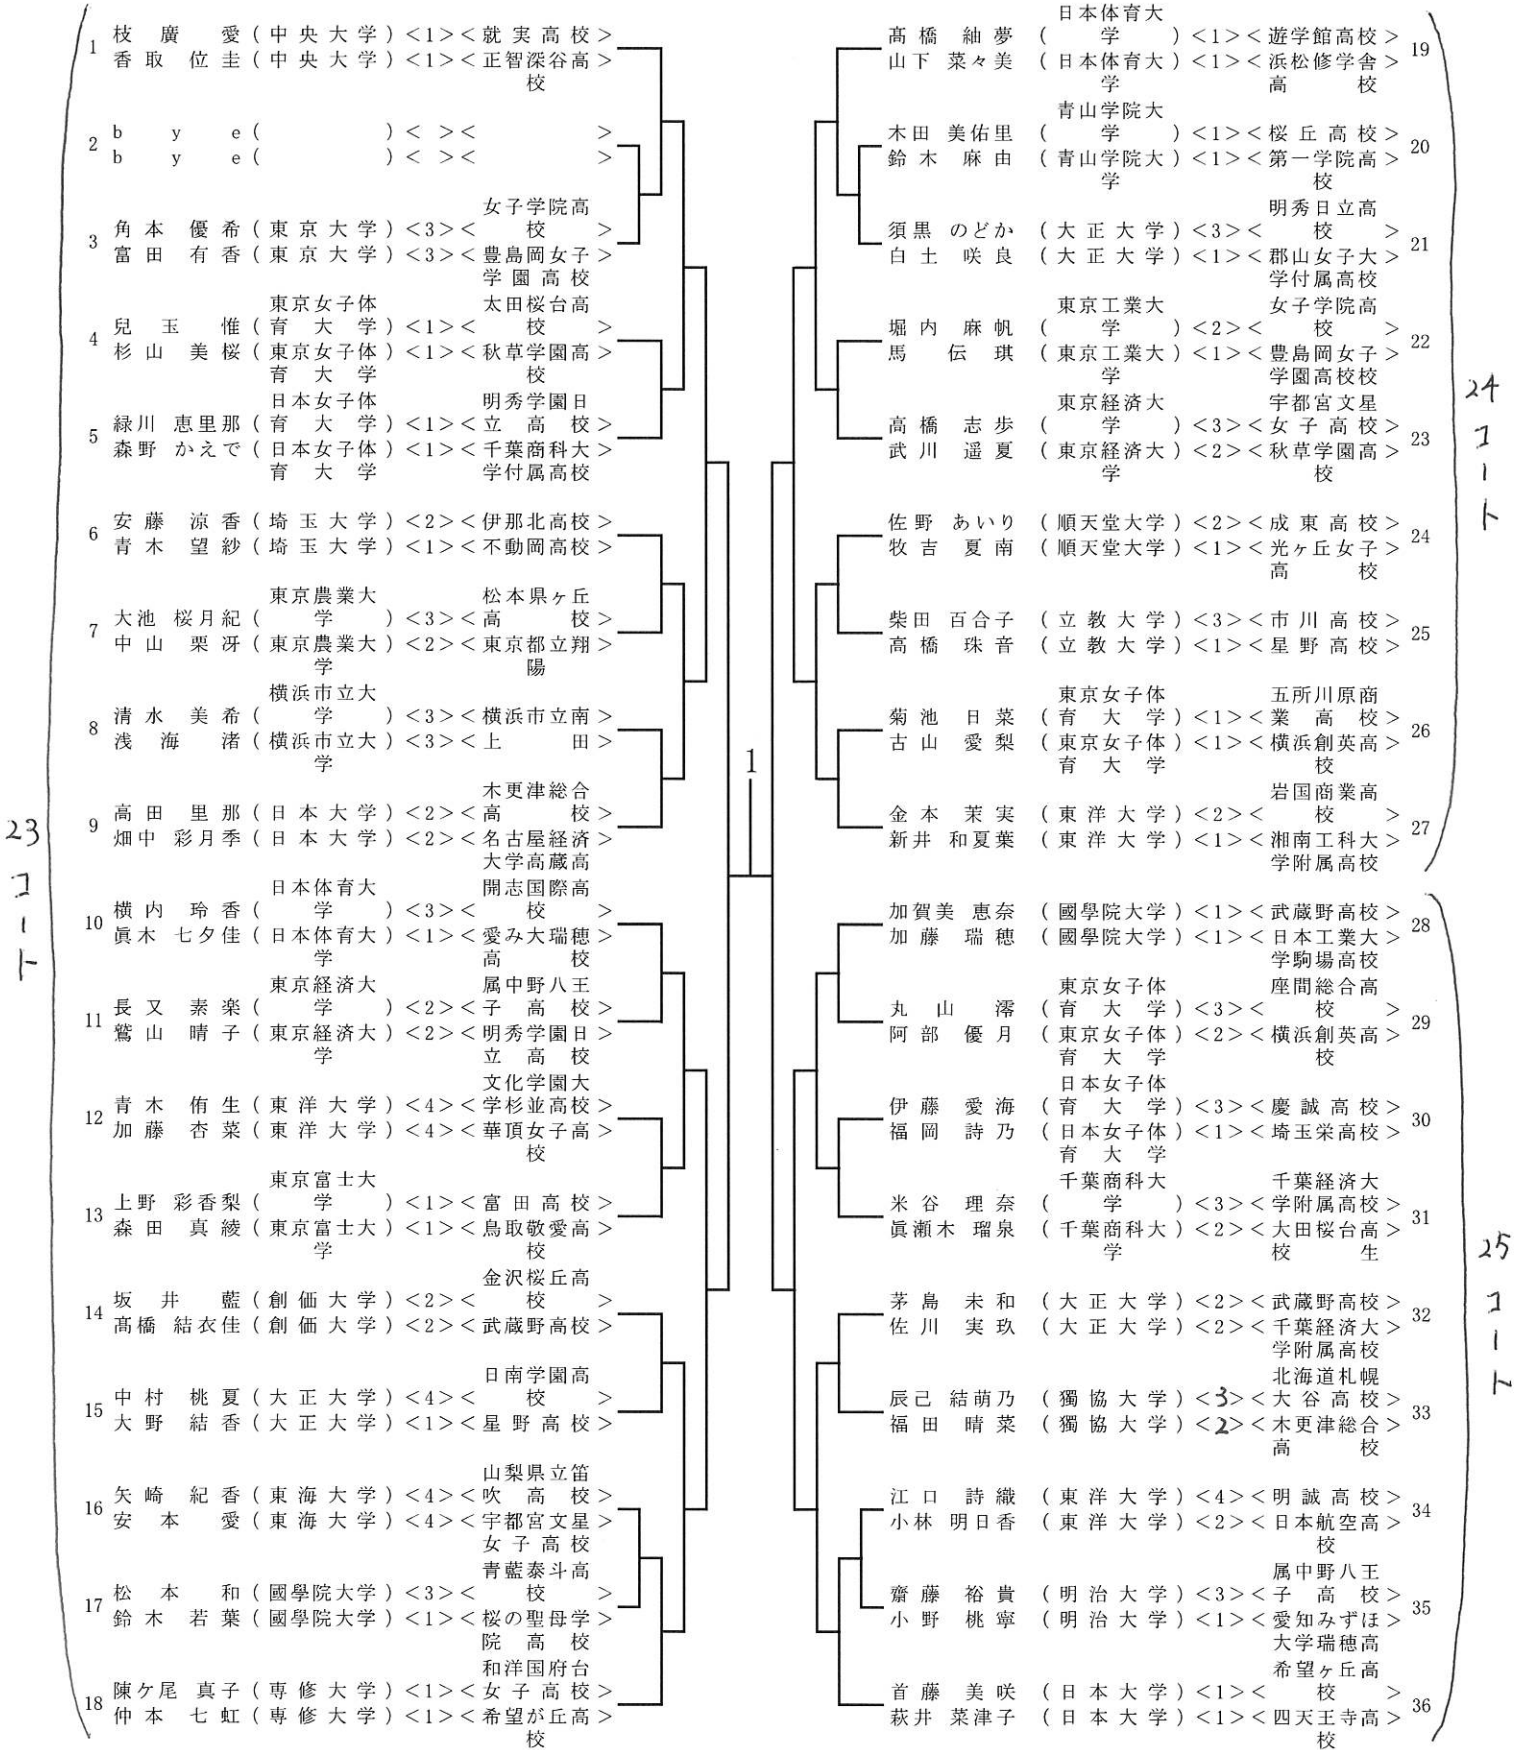 1 枝廣 愛 (中央大学) <1> <就実高校>
香取 位圭 (中央大学) <1> <正智深谷高校>
2 bye ( ) < > < >
bye ( ) < > < >
3 角本 優希 (東京大学) <3> <女子学院高校>
富田 有香 (東京大学) <3> <豊島岡女子学園高校>
4 兒玉 惟 (東京女子体育大学) <1> <太田桜台高校>
杉山 美桜 (東京女子体育大学) <1> <秋草学園高校>
5 緑川 恵里那 (日本女子体育大学) <1> <明秀学園日立高校>
森野 かえで (日本女子体育大学) <1> <千葉商科大学付属高校>
6 安藤 涼香 (埼玉大学) <2> <伊那北高校>
青木 望紗 (埼玉大学) <1> <不動岡高校>
7 大池 桜月紀 (東京農業大学) <3> <松本県ヶ丘高校>
中山 栗冴 (東京農業大学) <2> <東京都立翔陽>
8 清水 美希 (横浜市立大学) <3> <横浜市立南>
浅海 渚 (横浜市立大学) <3> <上田>
9 高田 里那 (日本大学) <2> <木更津総合高校>
畑中 彩月季 (日本大学) <2> <名古屋経済大学高蔵高>
10 横内 玲香 (日本体育大学) <3> <開志国際高校>
眞木 七夕佳 (日本体育大学) <1> <愛み大瑞穂高校>
11 長又 素楽 (東京経済大学) <2> <属中野八王子高校>
鷲山 晴子 (東京経済大学) <2> <明秀学園日立高校>
12 青木 侑生 (東洋大学) <4> <文化学園大学杉並高校>
加藤 杏菜 (東洋大学) <4> <華頂女子高校>
13 上野 彩香梨 (東京富士大学) <1> <富田高校>
森田 真綾 (東京富士大学) <1> <鳥取敬愛高校>
14 坂井 藍 (創価大学) <2> <金沢桜丘高校>
髙橋 結衣佳 (創価大学) <2> <武蔵野高校>
15 中村 桃夏 (大正大学) <4> <日南学園高校>
大野 結香 (大正大学) <1> <星野高校>
16 矢崎 紀香 (東海大学) <4> <山梨県立笛吹高校>
安本 愛 (東海大学) <4> <宇都宮文星女子高校>
17 松本 和 (國學院大学) <3> <青藍泰斗高校>
鈴木 若葉 (國學院大学) <1> <桜の聖母学院高校>
18 陳ケ尾 真子 (専修大学) <1> <和洋国府台女子高校>
仲本 七虹 (専修大学) <1> <希望が丘高校>
23コート
1
髙橋 紬夢 (日本体育大学) <1> <遊学館高校> 19
山下 菜々美 (日本体育大学) <1> <浜松修学舎高校>
木田 美佑里 (青山学院大学) <1> <桜丘高校> 20
鈴木 麻由 (青山学院大学) <1> <第一学院高校>
須黒 のどか (大正大学) <3> <明秀日立高校> 21
白土 咲良 (大正大学) <1> <郡山女子大学付属高校>
堀内 麻帆 (東京工業大学) <2> <女子学院高校> 22
馬 伝琪 (東京工業大学) <1> <豊島岡女子学園高校校>
高橋 志歩 (東京経済大学) <3> <宇都宮文星女子高校> 23
武川 遥夏 (東京経済大学) <2> <秋草学園高校>
佐野 あいり (順天堂大学) <2> <成東高校> 24
牧吉 夏南 (順天堂大学) <1> <光ヶ丘女子高校>
柴田 百合子 (立教大学) <3> <市川高校> 25
高橋 珠音 (立教大学) <1> <星野高校>
菊池 日菜 (東京女子体育大学) <1> <五所川原商業高校> 26
古山 愛梨 (東京女子体育大学) <1> <横浜創英高校>
金本 茉実 (東洋大学) <2> <岩国商業高校> 27
新井 和夏葉 (東洋大学) <1> <湘南工科大学附属高校>
24コート
加賀美 恵奈 (國學院大学) <1> <武蔵野高校> 28
加藤 瑞穂 (國學院大学) <1> <日本工業大学駒場高校>
丸山 澪 (東京女子体育大学) <3> <座間総合高校> 29
阿部 優月 (東京女子体育大学) <2> <横浜創英高校>
伊藤 愛海 (日本女子体育大学) <3> <慶誠高校> 30
福岡 詩乃 (日本女子体育大学) <1> <埼玉栄高校>
米谷 理奈 (千葉商科大学) <3> <千葉経済大学附属高校> 31
眞瀬木 瑠泉 (千葉商科大学) <2> <大田桜台高校生>
茅島 未和 (大正大学) <2> <武蔵野高校> 32
佐川 実玖 (大正大学) <2> <千葉経済大学附属高校>
辰己 結萌乃 (獨協大学) <3> <北海道札幌大谷高校> 33
福田 晴菜 (獨協大学) <2> <木更津総合高校>
江口 詩織 (東洋大学) <4> <明誠高校> 34
小林 明日香 (東洋大学) <2> <日本航空高校>
齋藤 裕貴 (明治大学) <3> <属中野八王子高校> 35
小野 桃寧 (明治大学) <1> <愛知みずほ大学瑞穂高>
首藤 美咲 (日本大学) <1> <希望ヶ丘高校> 36
萩井 菜津子 (日本大学) <1> <四天王寺高校>
25コート